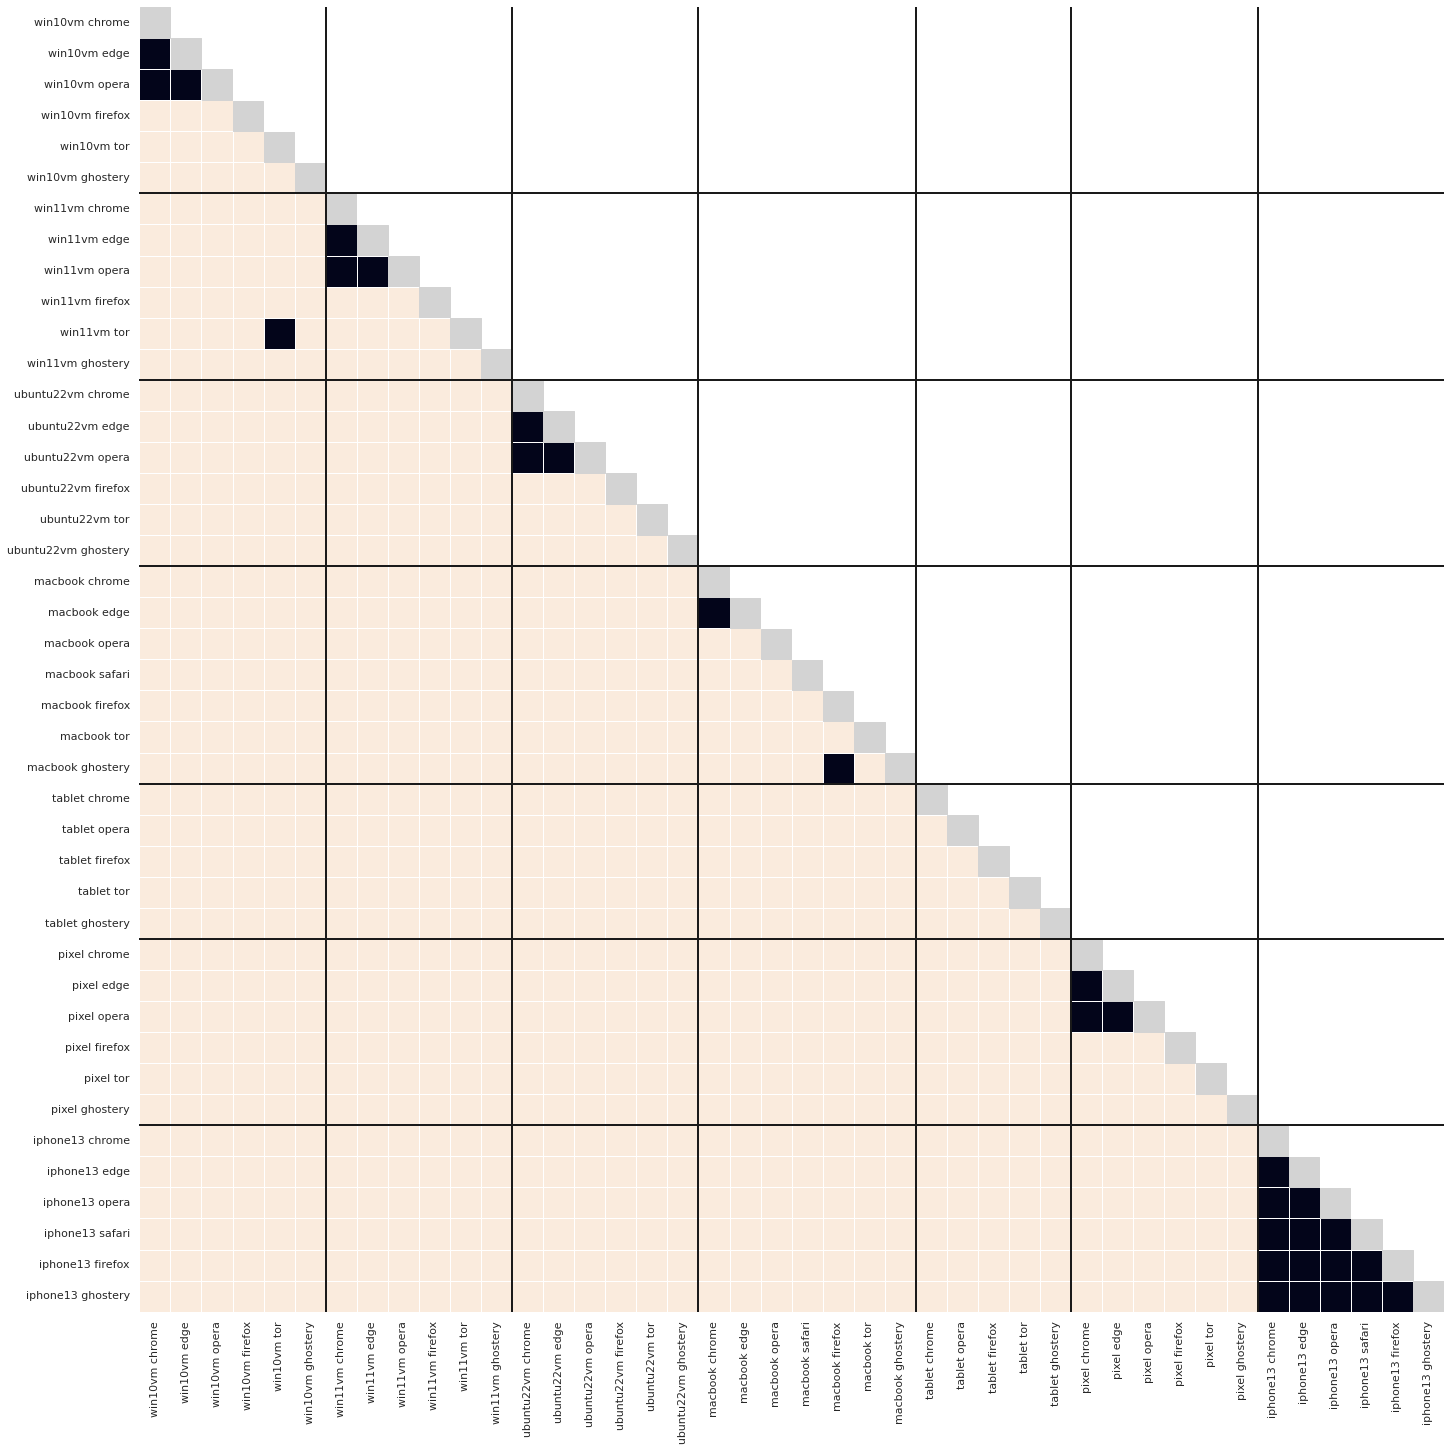 win10vm chrome
win10vm edge
win10vm opera
win10vm firefox
win10vm tor
win10vm ghostery
win11vm chrome
win11vm edge
win11vm opera
win11vm firefox
win11vm tor
win11vm ghostery
ubuntu22vm chrome
ubuntu22vm edge
ubuntu22vm opera
ubuntu22vm firefox
ubuntu22vm tor
ubuntu22vm ghostery
macbook chrome
macbook edge
macbook opera
macbook safari
macbook firefox
macbook tor
macbook ghostery
tablet chrome
tablet opera
tablet firefox
tablet tor
tablet ghostery
pixel chrome
pixel edge
pixel opera
pixel firefox
pixel tor
pixel ghostery
iphone13 chrome
iphone13 edge
iphone13 opera
iphone13 safari
iphone13 firefox
iphone13 ghostery
win10vm chrome
win10vm edge
win10vm opera
win10vm firefox
win10vm tor
win10vm ghostery
win11vm chrome
win11vm edge
win11vm opera
win11vm firefox
win11vm tor
win11vm ghostery
ubuntu22vm chrome
ubuntu22vm edge
ubuntu22vm opera
ubuntu22vm firefox
ubuntu22vm tor
ubuntu22vm ghostery
macbook chrome
macbook edge
macbook opera
macbook safari
macbook firefox
macbook tor
macbook ghostery
tablet chrome
tablet opera
tablet firefox
tablet tor
tablet ghostery
pixel chrome
pixel edge
pixel opera
pixel firefox
pixel tor
pixel ghostery
iphone13 chrome
iphone13 edge
iphone13 opera
iphone13 safari
iphone13 firefox
iphone13 ghostery